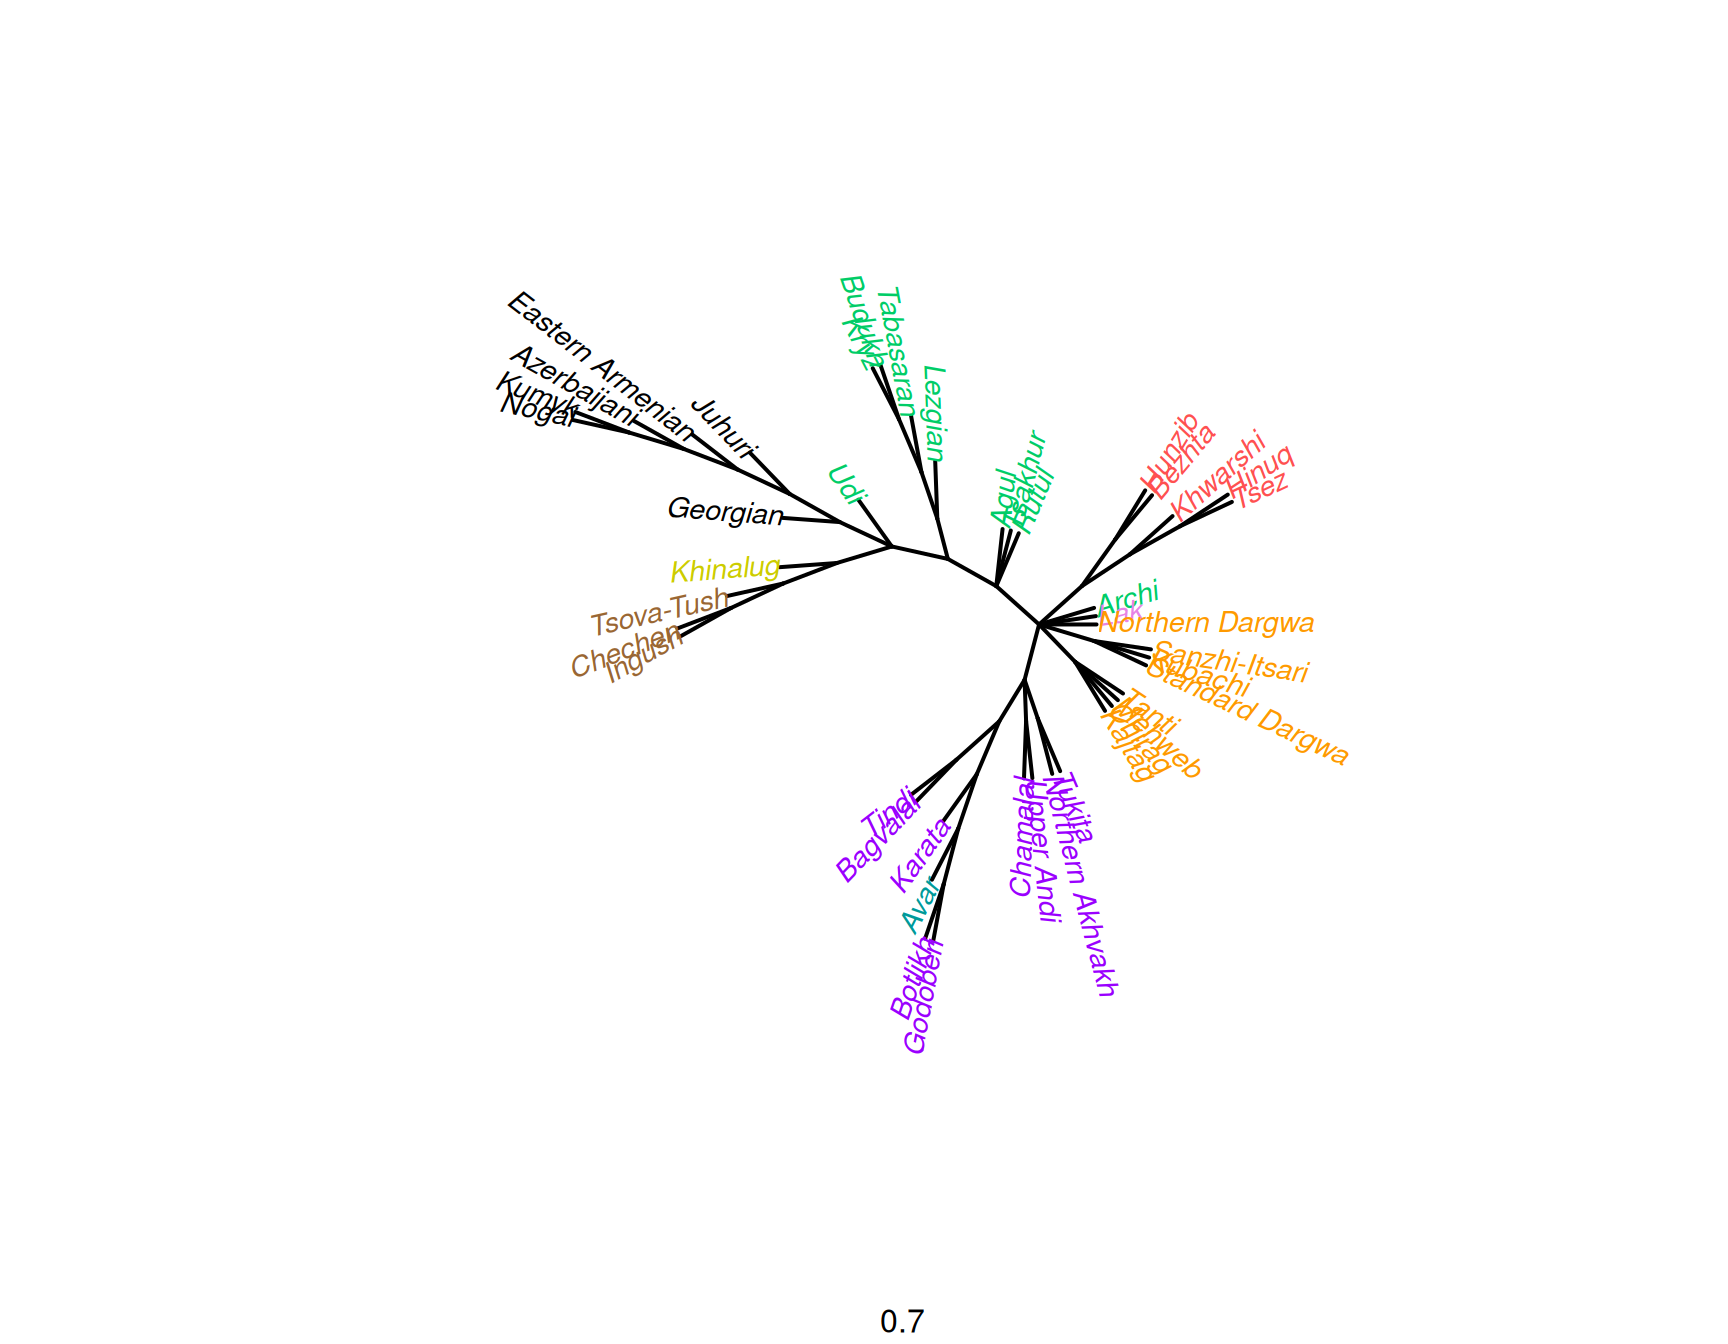 Eastern Armenian
Azerbaijani
Kumyk
Nogai
Juhuri
Georgian
Udi
Budukh
Kryz
Tabasaran
Lezgian
Agul
Tsakhur
Rutul
Hunzib
Bezhta
Khwarshi
Hinuq
Tsez
Khinalug
Tsova-Tush
Chechen
Ingush
Archi
Lak
Northern Dargwa
Sanzhi-Itsari
Kubachi
Standard Dargwa
Tanti
Mehweb
Kajtag
Tindi
Bagvalal
Karata
Avar
Botlikh
Godoberi
Chamalal
Upper Andi
Northern Akhvakh
Tukita
0.7